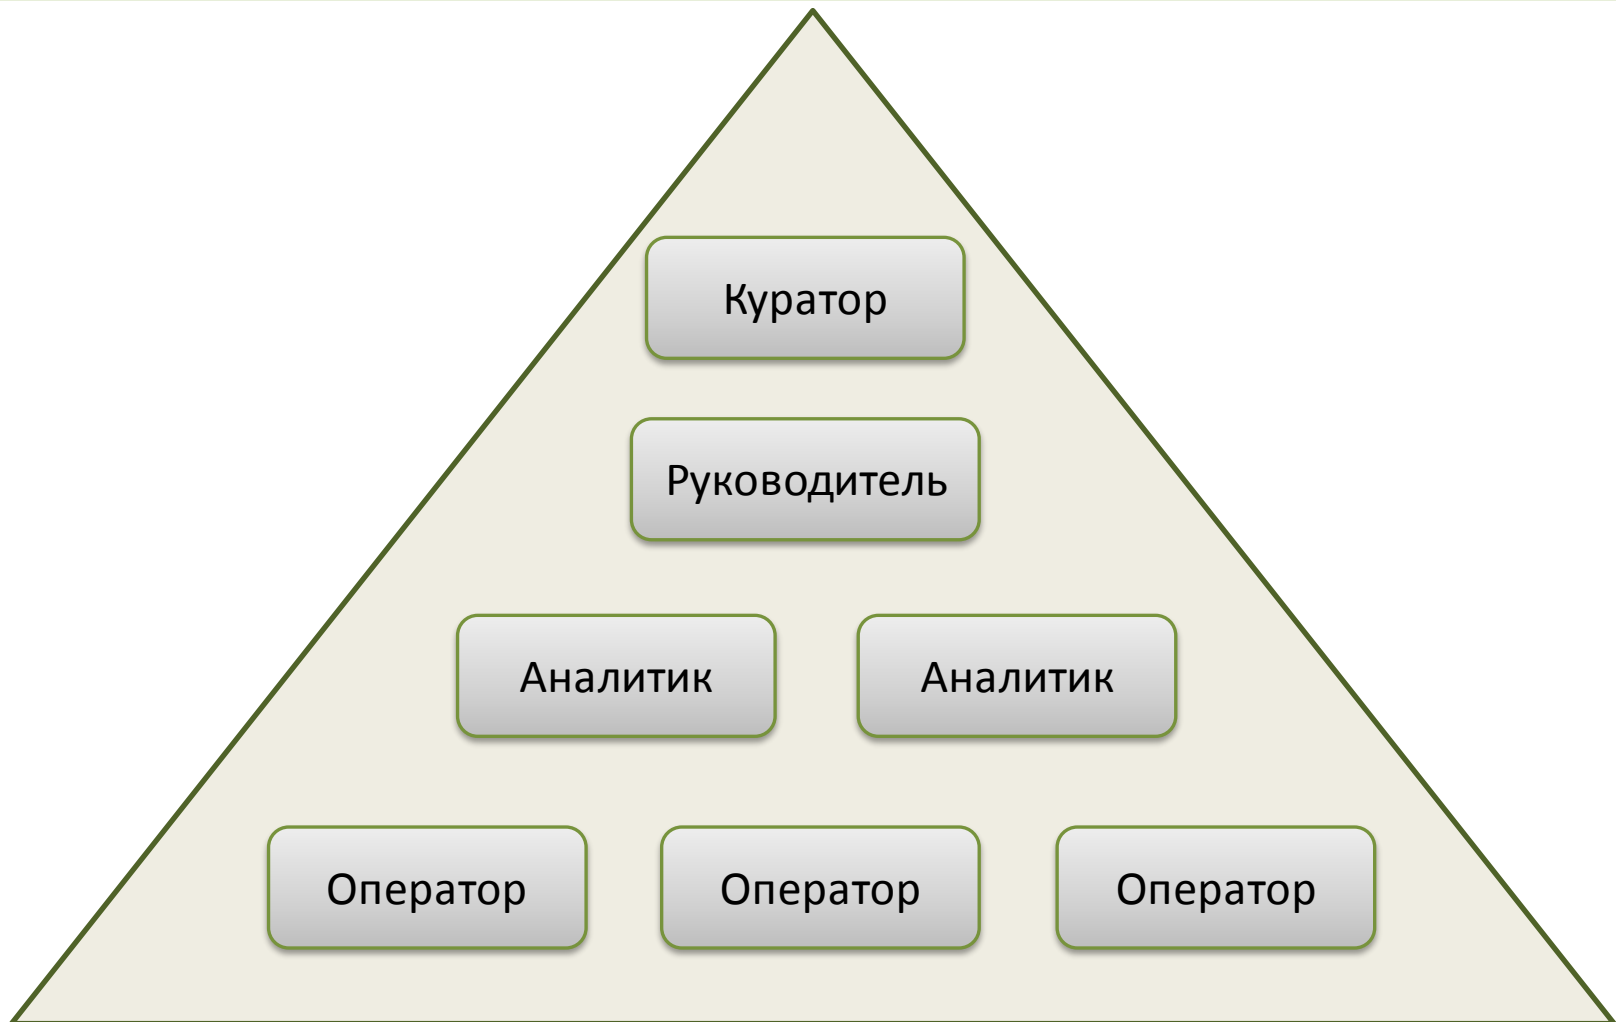 Куратор
Руководитель
Аналитик Аналитик
Оператор Оператор Оператор